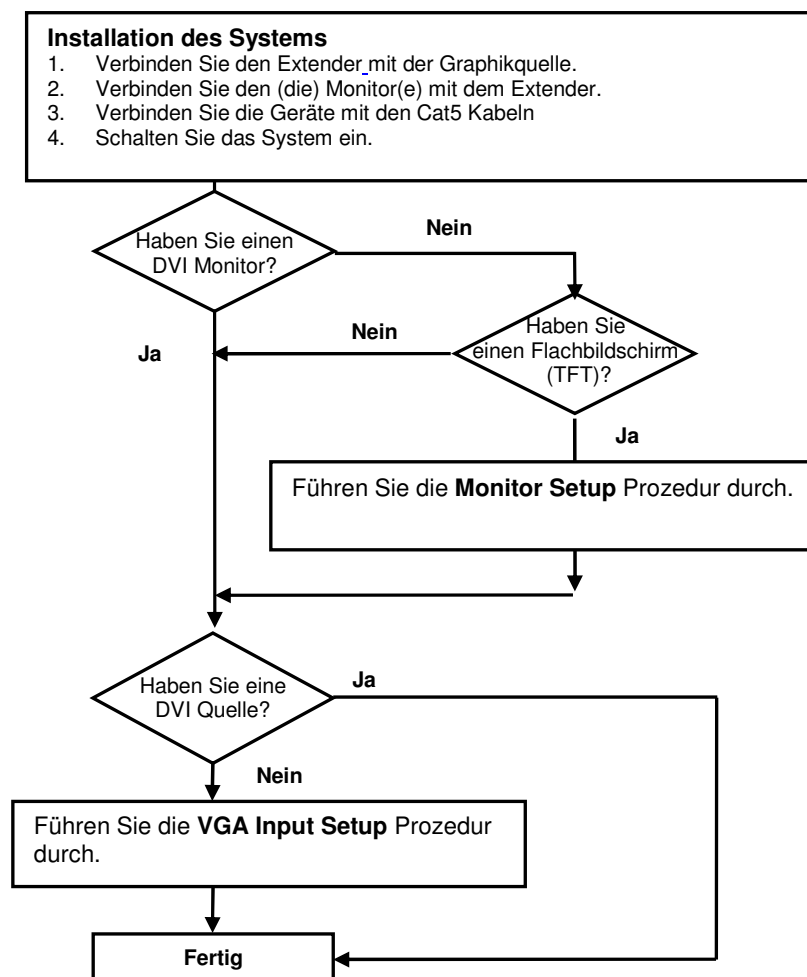 Installation des Systems
1. Verbinden Sie den Extender mit der Graphikquelle.
2. Verbinden Sie den (die) Monitor(e) mit dem Extender.
3. Verbinden Sie die Geräte mit den Cat5 Kabeln
4. Schalten Sie das System ein.
Haben Sie einen
DVI Monitor?
Nein
Haben Sie
einen Flachbildschirm
(TFT)?
Nein
Ja
Ja
Führen Sie die Monitor Setup Prozedur durch.
Haben Sie eine
DVI Quelle?
Ja
Nein
Führen Sie die VGA Input Setup Prozedur
durch.
Fertig